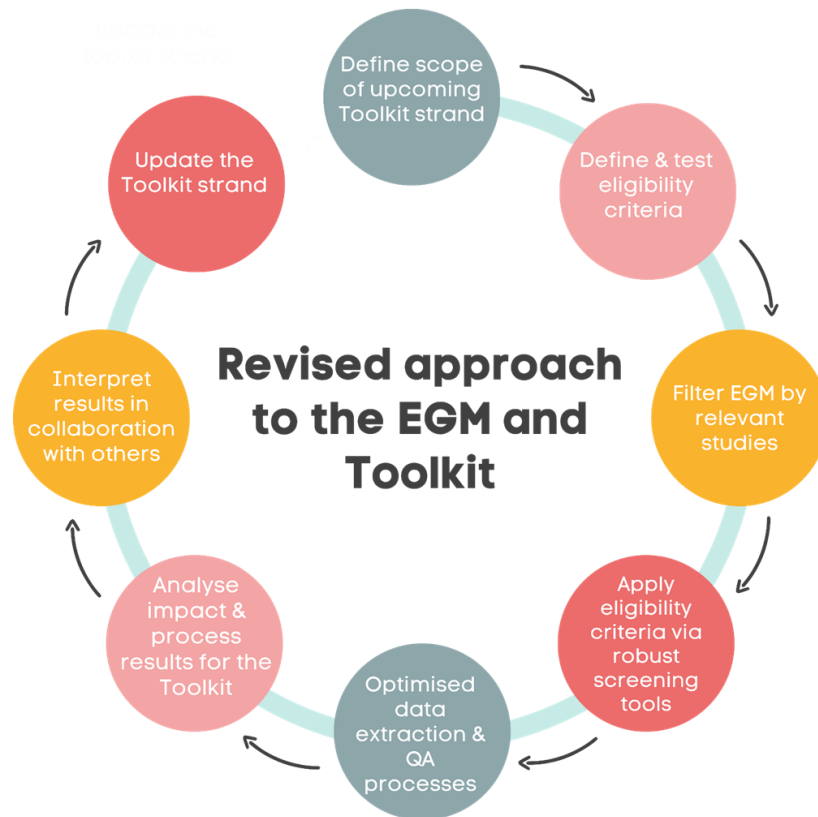 Define scope
of upcoming
Toolkit strand
Define & test
eligibility
criteria
Filter EGM by
relevant
studies
Apply
eligibility
criteria via
robust
screening
tools
Optimised
data
extraction &
QA
processes
Analyse
impact &
process
results for the
Toolkit
Interpret
results in
collaboration
with others
Update the
Toolkit strand
Revised approach
to the EGM and
Toolkit